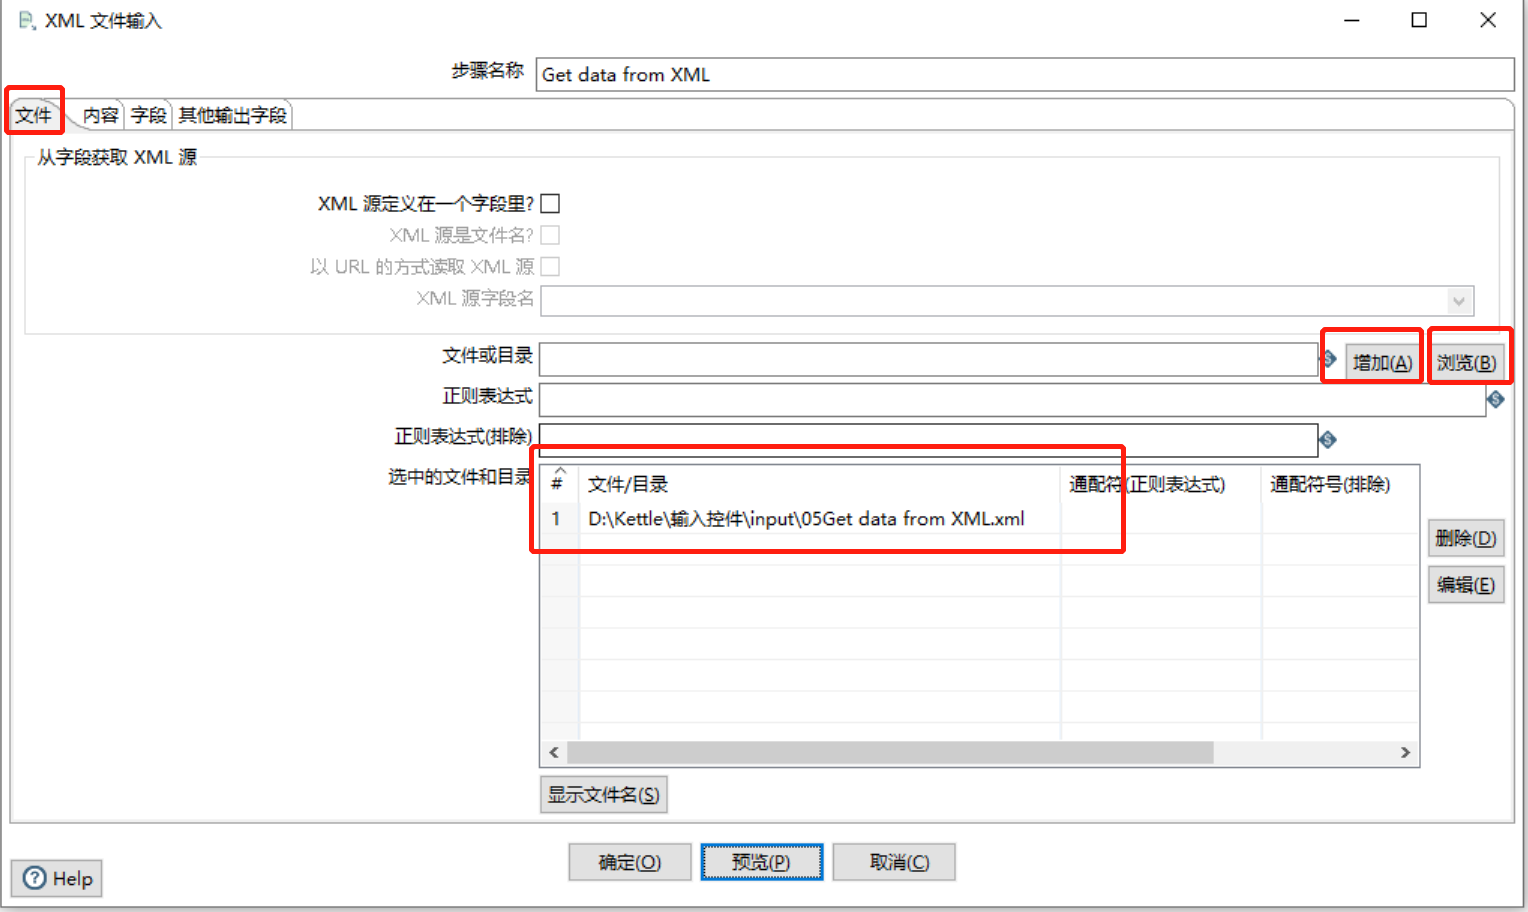 XML 文件输入
步骤名称 Get data from XML
文件 内容 字段 其他输出字段
从字段获取 XML 源
XML 源定义在一个字段里?
XML 源是文件名?
以 URL 的方式读取 XML 源
XML 源字段名
文件或目录 增加(A) 浏览(B)
正则表达式
正则表达式(排除)
选中的文件和目录 # 文件/目录 通配符(正则表达式) 通配符号(排除)
1 D:\Kettle\输入控件\input\05Get data from XML.xml
删除(D)
编辑(E)
显示文件名(S)
确定(O) 预览(P) 取消(C)
Help